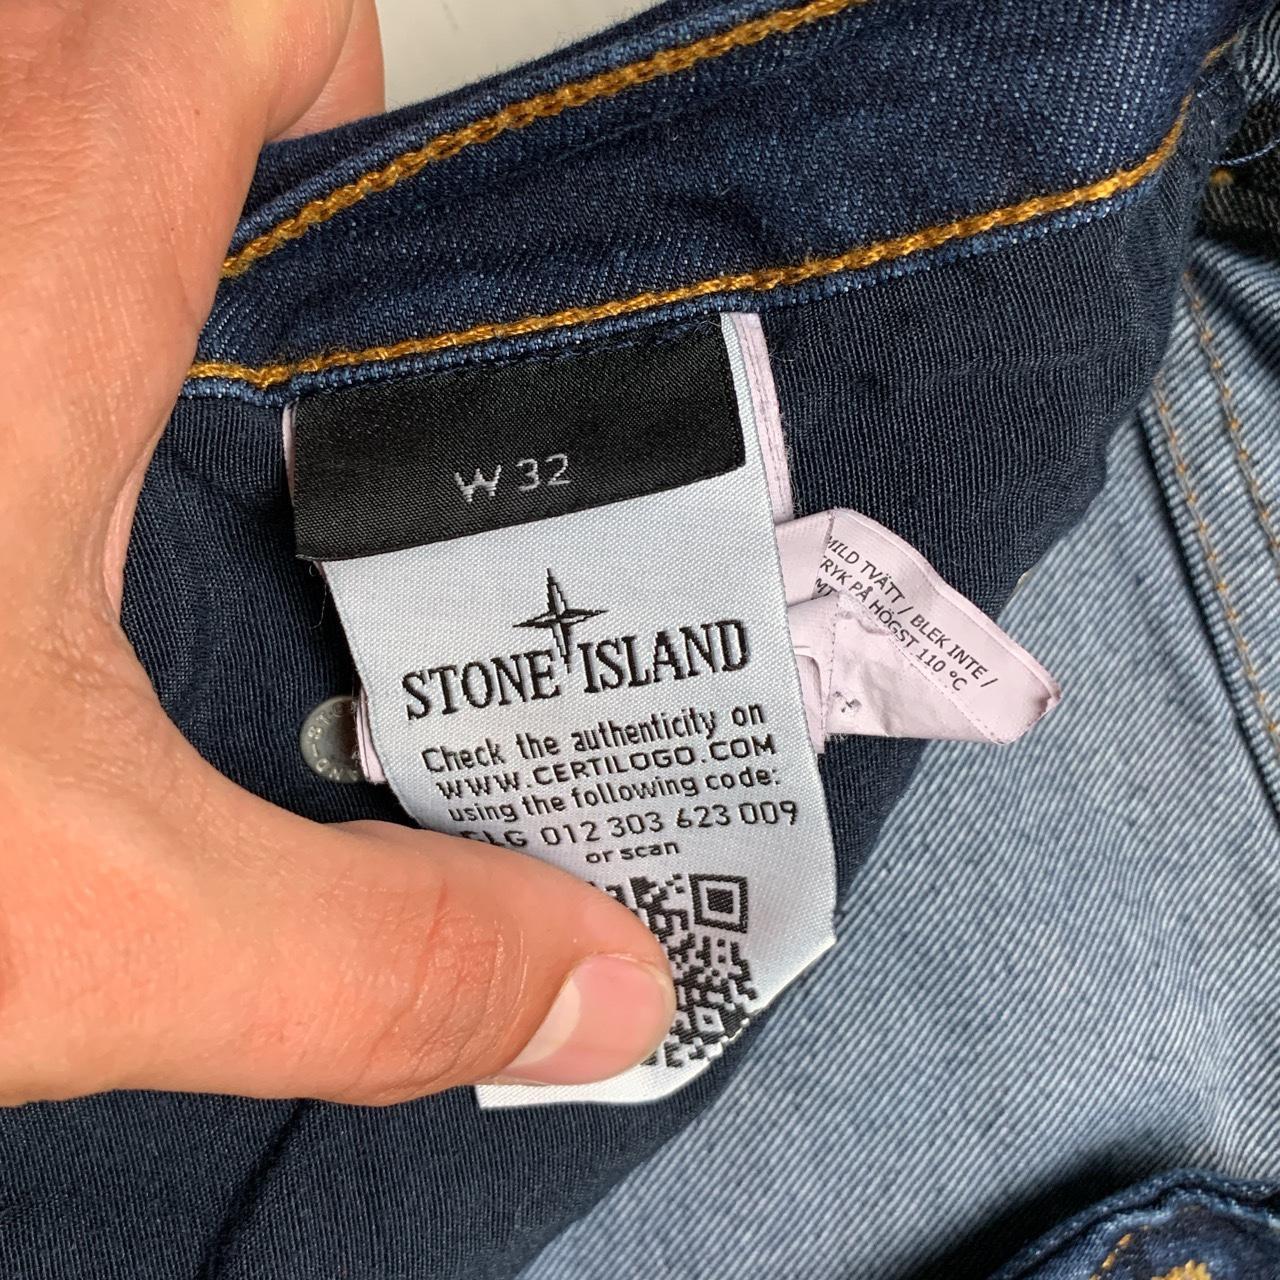 W 32
STONE ISLAND
Check the authenticity on
WWW.CERTILOGO.COM
using the following code:
CLG 012 303 623 009
or scan
MILD TVÄTT / BLEK INTE /
PÅ HÖGST 110 °C